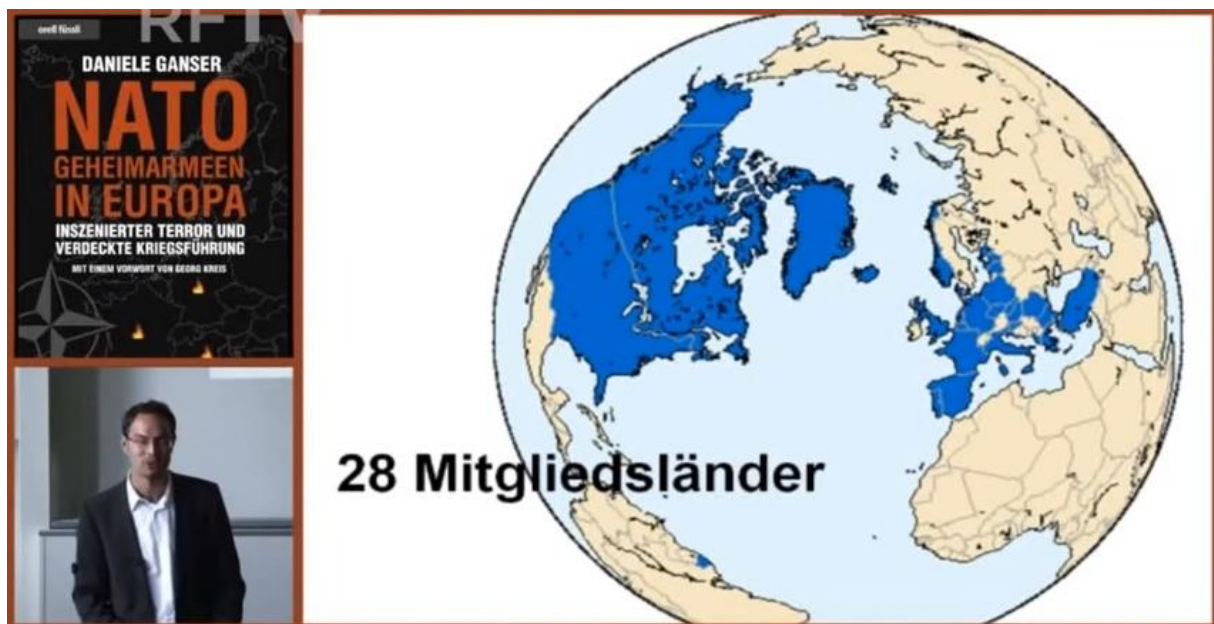 RFTV
orell füssli
DANIELE GANSER
NATO
GEHEIMARMEEN
IN EUROPA
INSZENIERTER TERROR UND
VERDECKTE KRIEGSFÜHRUNG
MIT EINEM VORWORT VON GEORG KREIS
28 Mitgliedsländer